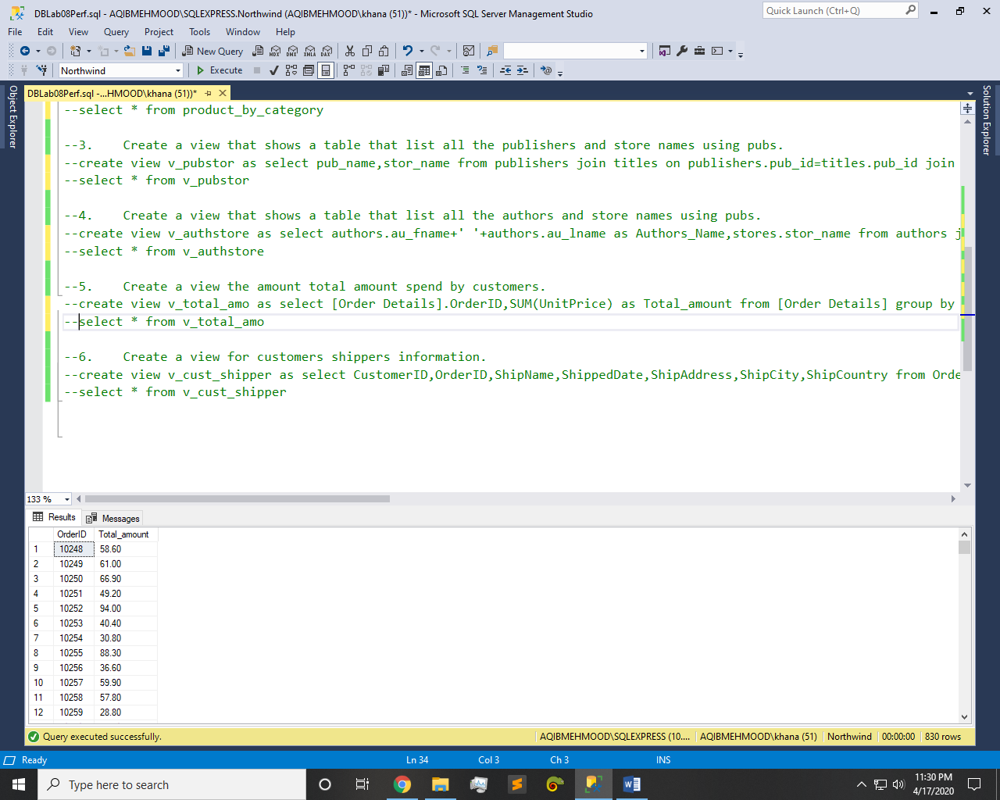 DBLab08Perf.sql - AQIBMEHMOOD\SQLEXPRESS.Northwind (AQIBMEHMOOD\khana (51))* - Microsoft SQL Server Management Studio
Quick Launch (Ctrl+Q)
File Edit View Query Project Tools Window Help
New Query
MDX DMX XMLA DAX
Northwind
Execute
Object Explorer
DBLab08Perf.sql -...HMOOD\khana (51))*
Solution Explorer
--select * from product_by_category
--3. Create a view that shows a table that list all the publishers and store names using pubs.
--create view v_pubstor as select pub_name,stor_name from publishers join titles on publishers.pub_id=titles.pub_id join
--select * from v_pubstor
--4. Create a view that shows a table that list all the authors and store names using pubs.
--create view v_authstore as select authors.au_fname+' '+authors.au_lname as Authors_Name,stores.stor_name from authors j
--select * from v_authstore
--5. Create a view the amount total amount spend by customers.
--create view v_total_amo as select [Order Details].OrderID,SUM(UnitPrice) as Total_amount from [Order Details] group by
--select * from v_total_amo
--6. Create a view for customers shippers information.
--create view v_cust_shipper as select CustomerID,OrderID,ShipName,ShippedDate,ShipAddress,ShipCity,ShipCountry from Orde
--select * from v_cust_shipper
133 %
Results Messages
OrderID Total_amount
1 10248 58.60
2 10249 61.00
3 10250 66.90
4 10251 49.20
5 10252 94.00
6 10253 40.40
7 10254 30.80
8 10255 88.30
9 10256 36.60
10 10257 59.90
11 10258 57.80
12 10259 28.80
Query executed successfully.
AQIBMEHMOOD\SQLEXPRESS (10.... AQIBMEHMOOD\khana (51) Northwind 00:00:00 830 rows
Ready Ln 34 Col 3 Ch 3 INS
Type here to search
11:30 PM
4/17/2020